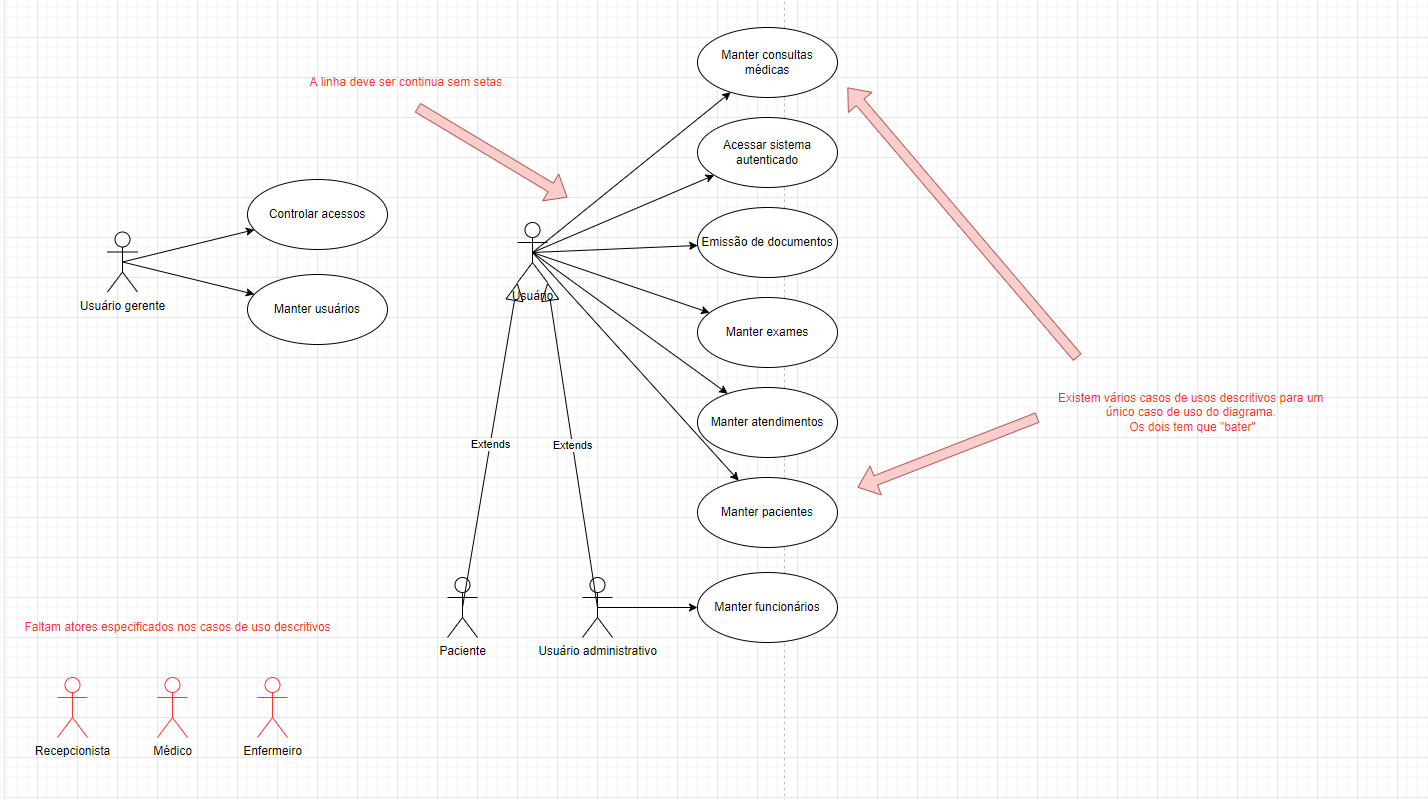 Manter consultas
médicas
A linha deve ser continua sem setas.
Acessar sistema
autenticado
Controlar acessos
Emissão de documentos
Usuário gerente
Usuário
Manter usuários
Manter exames
Existem vários casos de usos descritivos para um
único caso de uso do diagrama.
Os dois tem que "bater"
Manter atendimentos
Extends
Extends
Manter pacientes
Manter funcionários
Faltam atores especificados nos casos de uso descritivos
Paciente
Usuário administrativo
Recepcionista
Médico
Enfermeiro